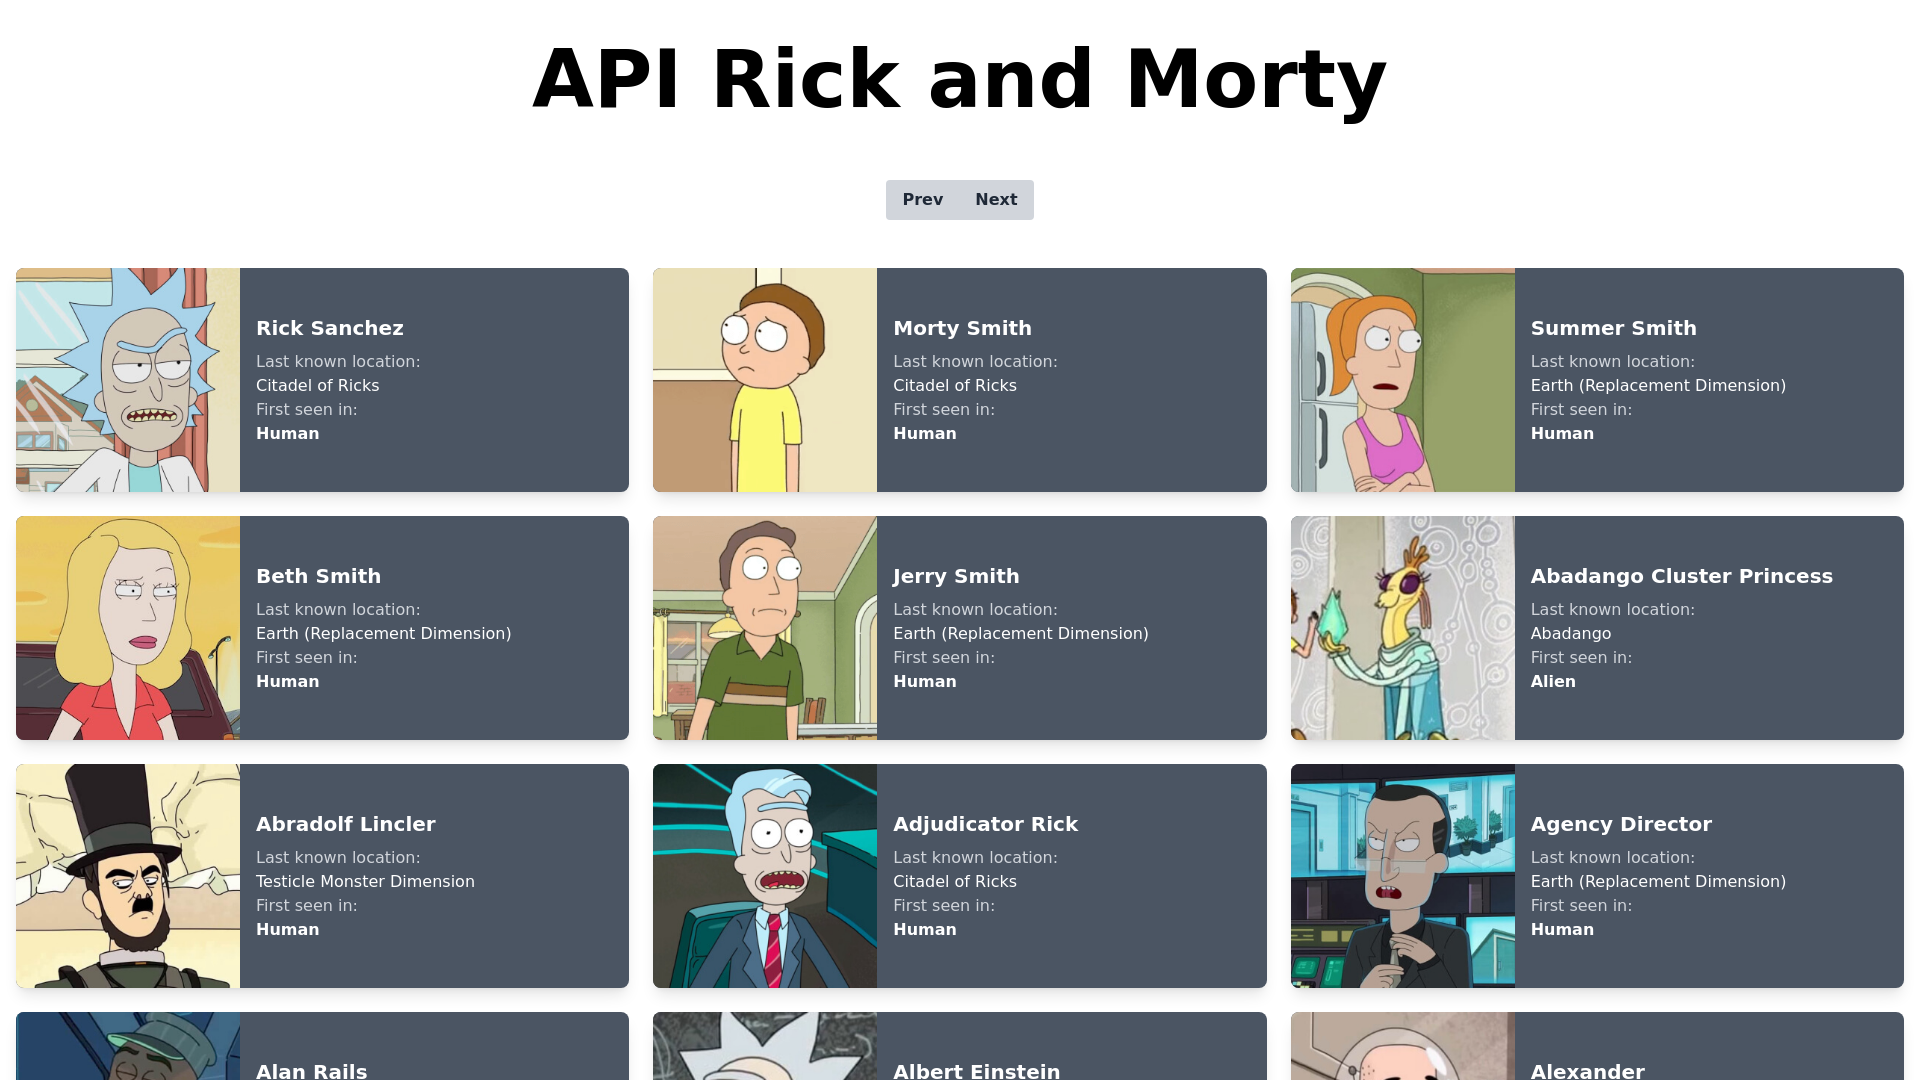 API Rick and Morty
Prev Next
Rick Sanchez
Last known location:
Citadel of Ricks
First seen in:
Human
Morty Smith
Last known location:
Citadel of Ricks
First seen in:
Human
Summer Smith
Last known location:
Earth (Replacement Dimension)
First seen in:
Human
Beth Smith
Last known location:
Earth (Replacement Dimension)
First seen in:
Human
Jerry Smith
Last known location:
Earth (Replacement Dimension)
First seen in:
Human
Abadango Cluster Princess
Last known location:
Abadango
First seen in:
Alien
Abradolf Lincler
Last known location:
Testicle Monster Dimension
First seen in:
Human
Adjudicator Rick
Last known location:
Citadel of Ricks
First seen in:
Human
Agency Director
Last known location:
Earth (Replacement Dimension)
First seen in:
Human
Alan Rails
Albert Einstein
Alexander